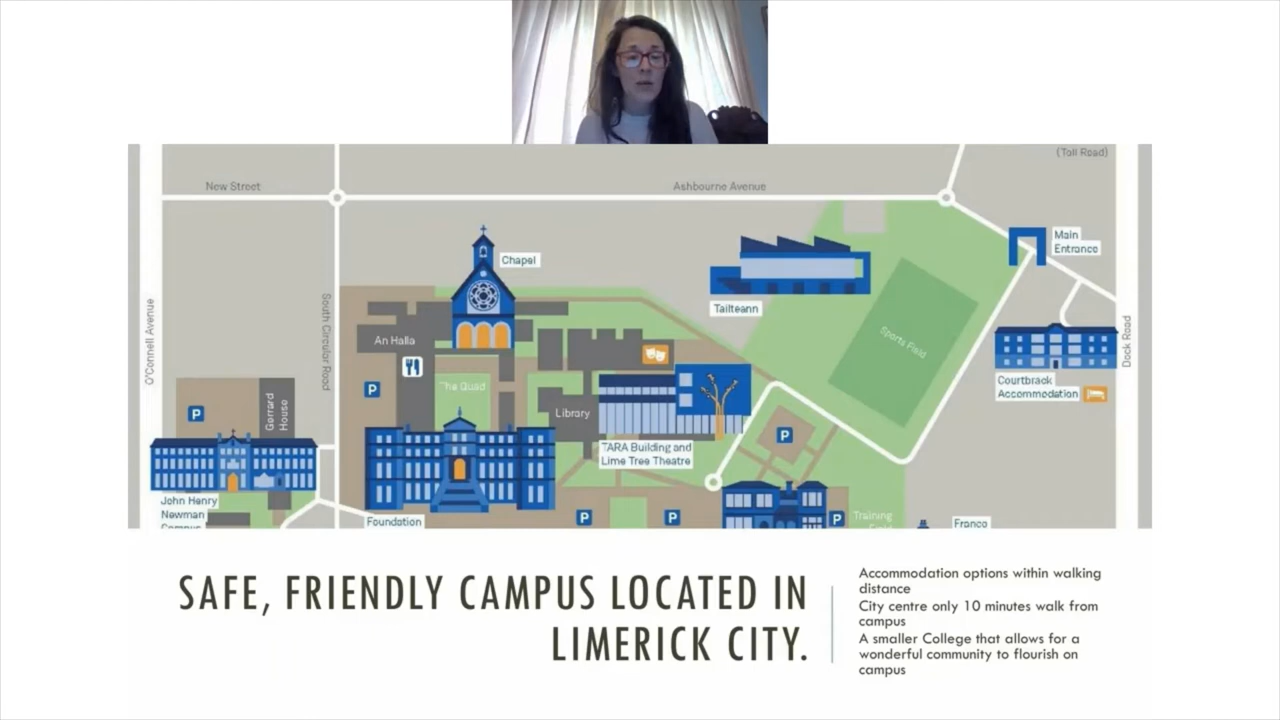 (Toll Road)
New Street
Ashbourne Avenue
Main
Entrance
Chapel
Tailteann
O'Connell Avenue
South Circular Road
Dock Road
An Halla
Sports Field
The Quad
Courtbrack
Accommodation
P
P
Gerrard
House
Library
P
TARA Building and
Lime Tree Theatre
John Henry
Newman
Campus
Foundation
P
P
P
Training
Field
Franco
SAFE, FRIENDLY CAMPUS LOCATED IN
LIMERICK CITY.
Accommodation options within walking
distance
City centre only 10 minutes walk from
campus
A smaller College that allows for a
wonderful community to flourish on
campus